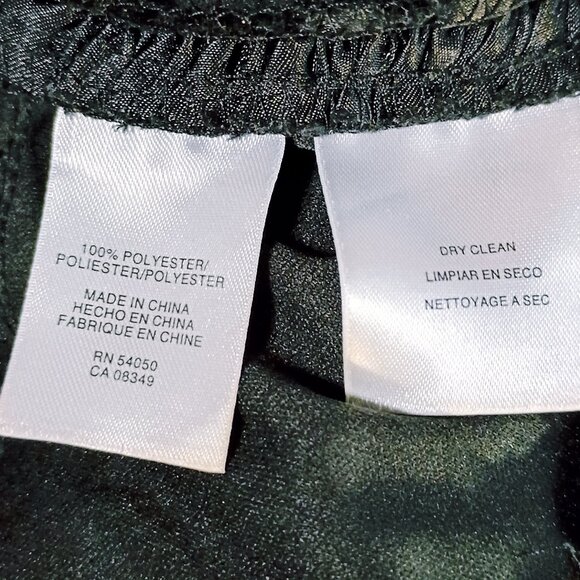 100% POLYESTER/
POLIESTER/POLYESTER
MADE IN CHINA
HECHO EN CHINA
FABRIQUE EN CHINE
RN 54050
CA 08349
DRY CLEAN
LIMPIAR EN SECO
NETTOYAGE A SEC